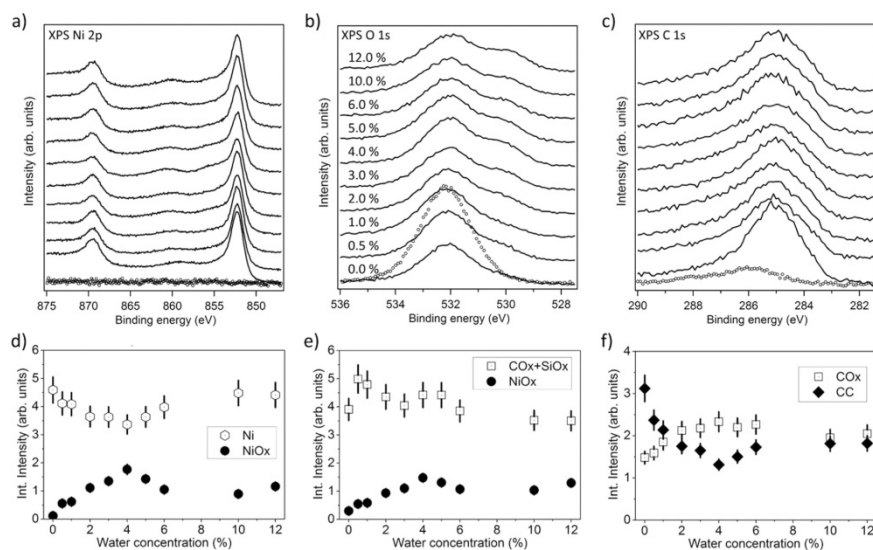 a)
XPS Ni 2p
Intensity (arb. units)
875 870 865 860 855 850
Binding energy (eV)
b)
XPS O 1s
12.0 %
10.0 %
6.0 %
5.0 %
4.0 %
3.0 %
2.0 %
1.0 %
0.5 %
0.0 %
Intensity (arb. units)
536 534 532 530 528
Binding energy (eV)
c)
XPS C 1s
Intensity (arb. units)
290 288 286 284 282
Binding energy (eV)
d)
6
5
4
3
2
1
0
Int. Intensity (arb. units)
Ni
NiOx
0 2 4 6 8 10 12
Water concentration (%)
e)
6
5
4
3
2
1
0
Int. Intensity (arb. units)
COx+SiOx
NiOx
0 2 4 6 8 10 12
Water concentration (%)
f)
4
3
2
1
0
Int. Intensity (arb. units)
COx
CC
0 2 4 6 8 10 12
Water concentration (%)